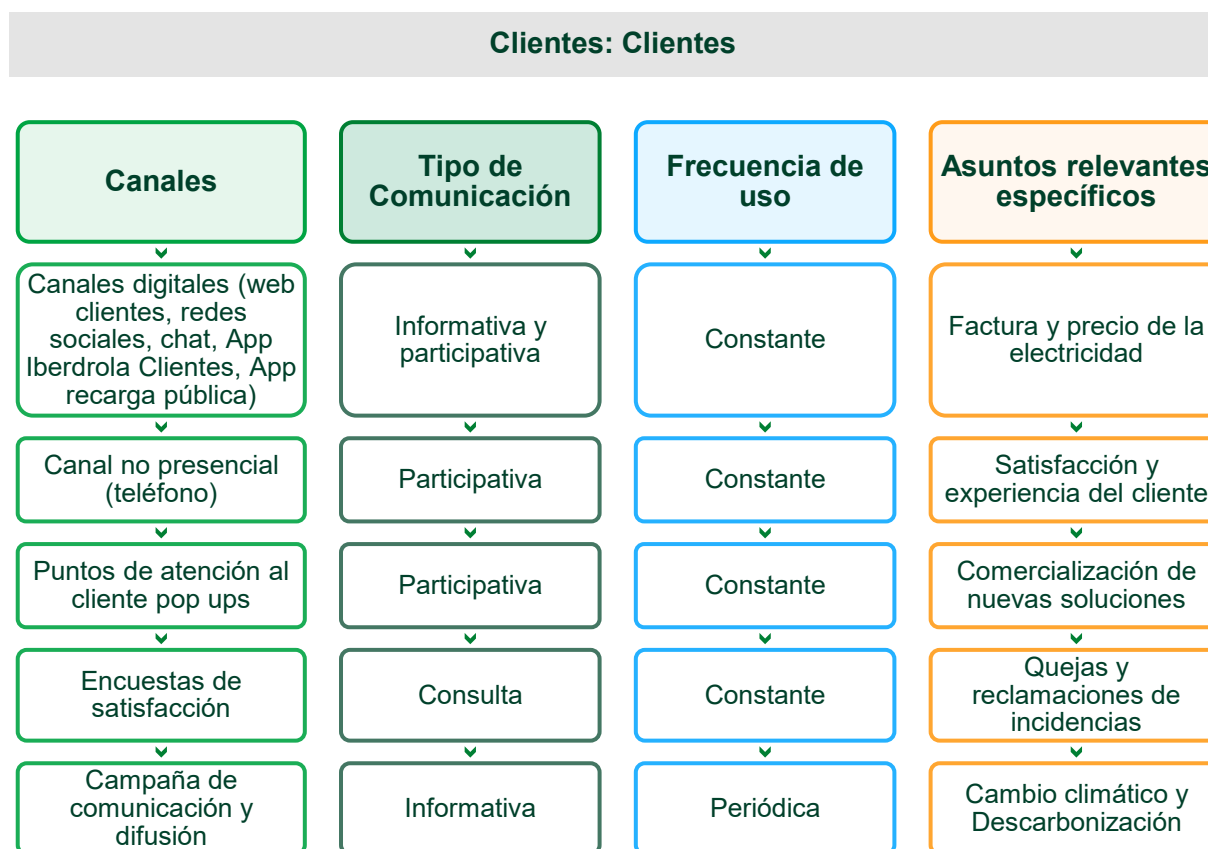 Clientes: Clientes
Canales
Tipo de
Comunicación
Frecuencia de
uso
Asuntos relevantes
específicos
Canales digitales (web
clientes, redes
sociales, chat, App
Iberdrola Clientes, App
recarga pública)
Informativa y
participativa
Constante
Factura y precio de la
electricidad
Canal no presencial
(teléfono)
Participativa
Constante
Satisfacción y
experiencia del cliente
Puntos de atención al
cliente pop ups
Participativa
Constante
Comercialización de
nuevas soluciones
Encuestas de
satisfacción
Consulta
Constante
Quejas y
reclamaciones de
incidencias
Campaña de
comunicación y
difusión
Informativa
Periódica
Cambio climático y
Descarbonización